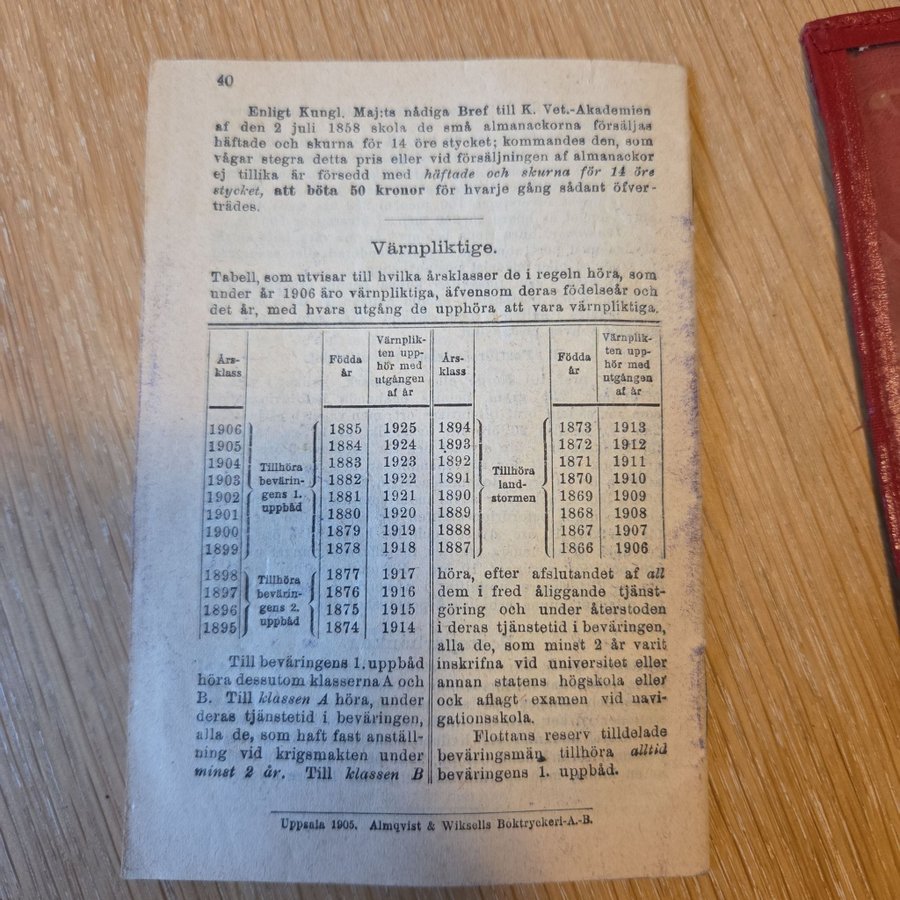 40
Enligt Kungl. Maj:ts nådiga Bref till K. Vet.-Akademien
af den 2 juli 1858 skola de små almanackorna försäljas
häftade och skurna för 14 öre stycket; kommandes den, som
vågar stegra detta pris eller vid försäljningen af almanackor
ej tillika är försedd med häftade och skurna för 14 öre
stycket, att böta 50 kronor för hvarje gång sådant öfver-
trädes.
Värnpliktige.
Tabell, som utvisar till hvilka årsklasser de i regeln höra, som
under år 1906 äro värnpliktiga, äfvensom deras födelseår och
det år, med hvars utgång de upphöra att vara värnpliktiga.
Års-
klass
Födda
år
Värnplik-
ten upp-
hör med
utgången
af år
1906 1885 1925
1905 1884 1924
1904 1883 1923
1903 1882 1922
1902 1881 1921
1901 1880 1920
1900 1879 1919
1899 1878 1918
Tillhöra
bevärin-
gens 1.
uppbåd
1898 1877 1917
1897 1876 1916
1896 1875 1915
1895 1874 1914
Tillhöra
bevärin-
gens 2.
uppbåd
Års-
klass
Födda
år
Värnplik-
ten upp-
hör med
utgången
af år
1894 1873 1913
1893 1872 1912
1892 1871 1911
1891 1870 1910
1890 1869 1909
1889 1868 1908
1888 1867 1907
1887 1866 1906
Tillhöra
land-
stormen
Till beväringens 1. uppbåd
höra dessutom klasserna A och
B. Till klassen A höra, under
deras tjänstetid i beväringen,
alla de, som haft fast anställ-
ning vid krigsmakten under
minst 2 år. Till klassen B
höra, efter afslutandet af all
dem i fred åliggande tjänst-
göring och under återstoden
i deras tjänstetid i beväringen,
alla de, som minst 2 år varit
inskrifna vid universitet eller
annan statens högskola eller
ock aflagt examen vid navi-
gationsskola.
Flottans reserv tilldelade
beväringsmän tillhöra alltid
beväringens 1. uppbåd.
Uppsala 1905. Almqvist & Wiksells Boktryckeri-A.-B.